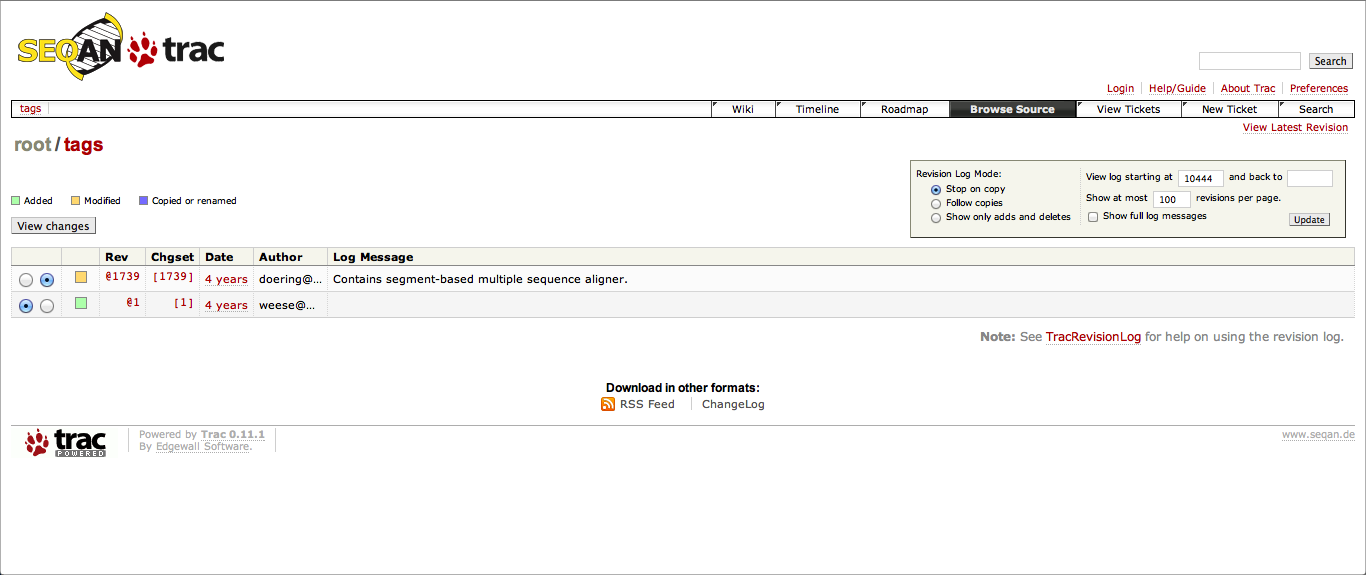 SEQAN trac
Search
Login Help/Guide About Trac Preferences
tags Wiki Timeline Roadmap Browse Source View Tickets New Ticket Search
View Latest Revision
root/tags
Revision Log Mode:
Stop on copy
Follow copies
Show only adds and deletes
View log starting at 10444 and back to
Show at most 100 revisions per page.
Show full log messages
Update
Added Modified Copied or renamed
View changes
Rev Chgset Date Author Log Message
@1739 [1739] 4 years doering@… Contains segment-based multiple sequence aligner.
@1 [1] 4 years weese@…
Note: See TracRevisionLog for help on using the revision log.
Download in other formats:
RSS Feed ChangeLog
trac
POWERED
Powered by Trac 0.11.1
By Edgewall Software.
www.seqan.de